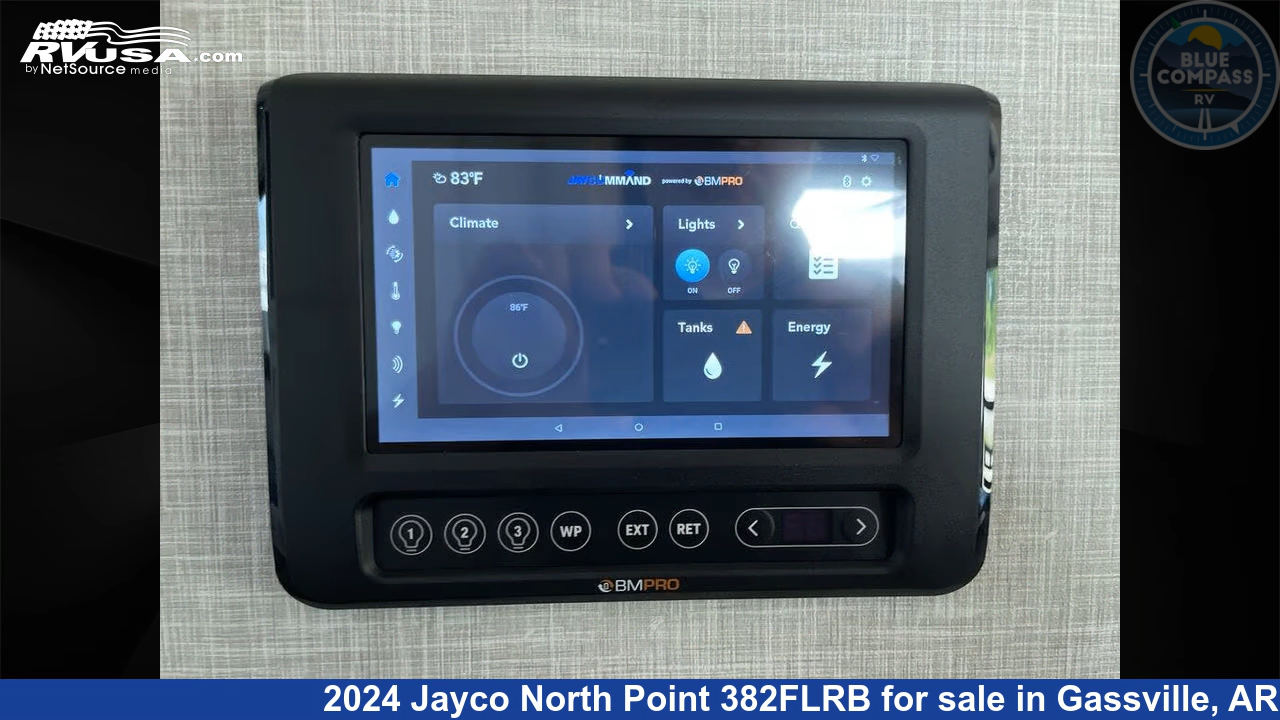 RVUSA.com
by NetSource media
BLUE
COMPASS
RV
83°F
JAYCOMMAND powered by BMPRO
Climate
Lights
86°F
ON OFF
Tanks
Energy
1 2 3 WP EXT RET
BMPRO
2024 Jayco North Point 382FLRB for sale in Gassville, AR